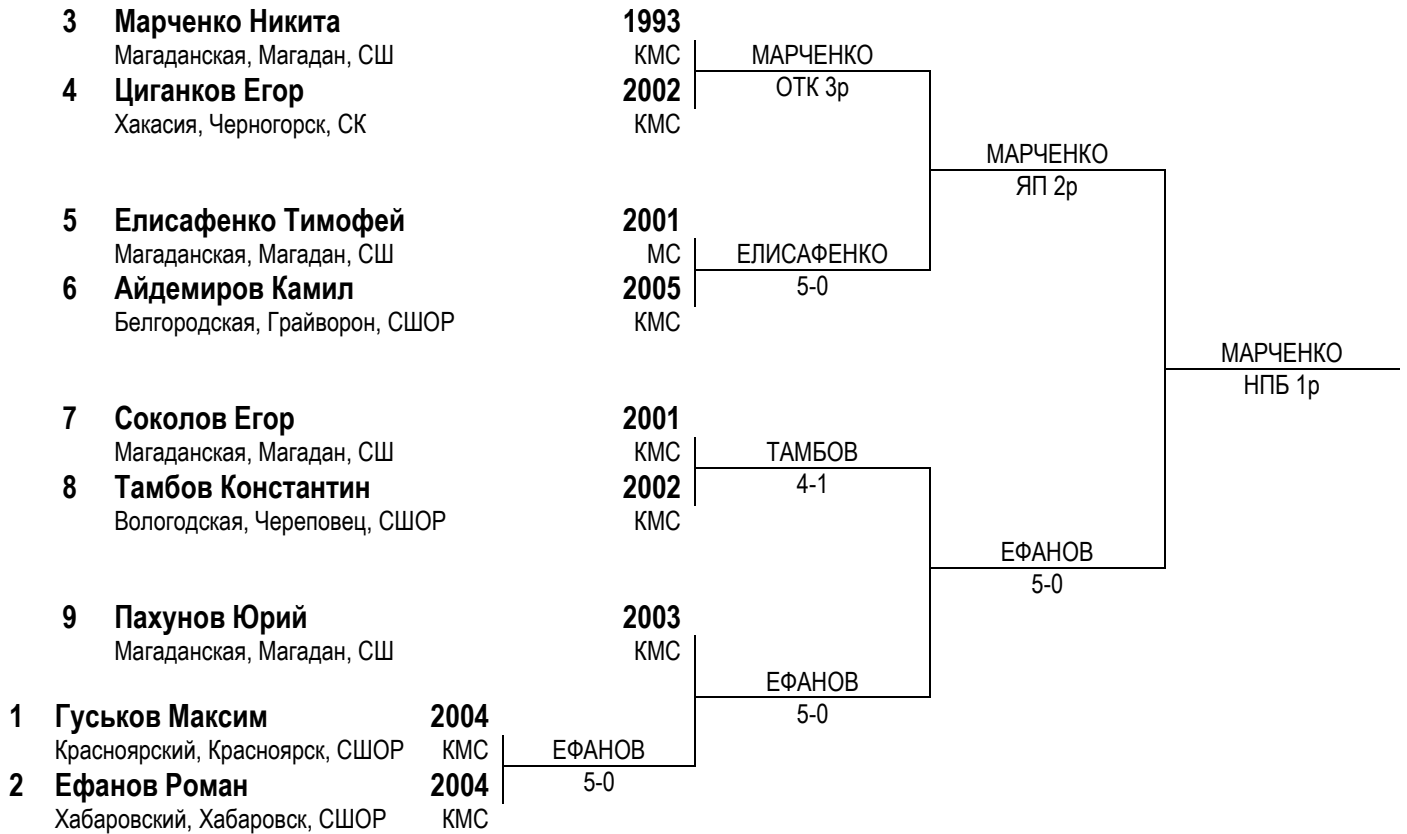 3 Марченко Никита 1993
Магаданская, Магадан, СШ КМС МАРЧЕНКО
4 Циганков Егор 2002 ОТК 3р
Хакасия, Черногорск, СК КМС
МАРЧЕНКО
ЯП 2р
5 Елисафенко Тимофей 2001
Магаданская, Магадан, СШ МС ЕЛИСАФЕНКО
6 Айдемиров Камил 2005 5-0
Белгородская, Грайворон, СШОР КМС
МАРЧЕНКО
НПБ 1р
7 Соколов Егор 2001
Магаданская, Магадан, СШ КМС ТАМБОВ
8 Тамбов Константин 2002 4-1
Вологодская, Череповец, СШОР КМС
ЕФАНОВ
5-0
9 Пахунов Юрий 2003
Магаданская, Магадан, СШ КМС
ЕФАНОВ
1 Гуськов Максим 2004 5-0
Красноярский, Красноярск, СШОР КМС ЕФАНОВ
2 Ефанов Роман 2004 5-0
Хабаровский, Хабаровск, СШОР КМС